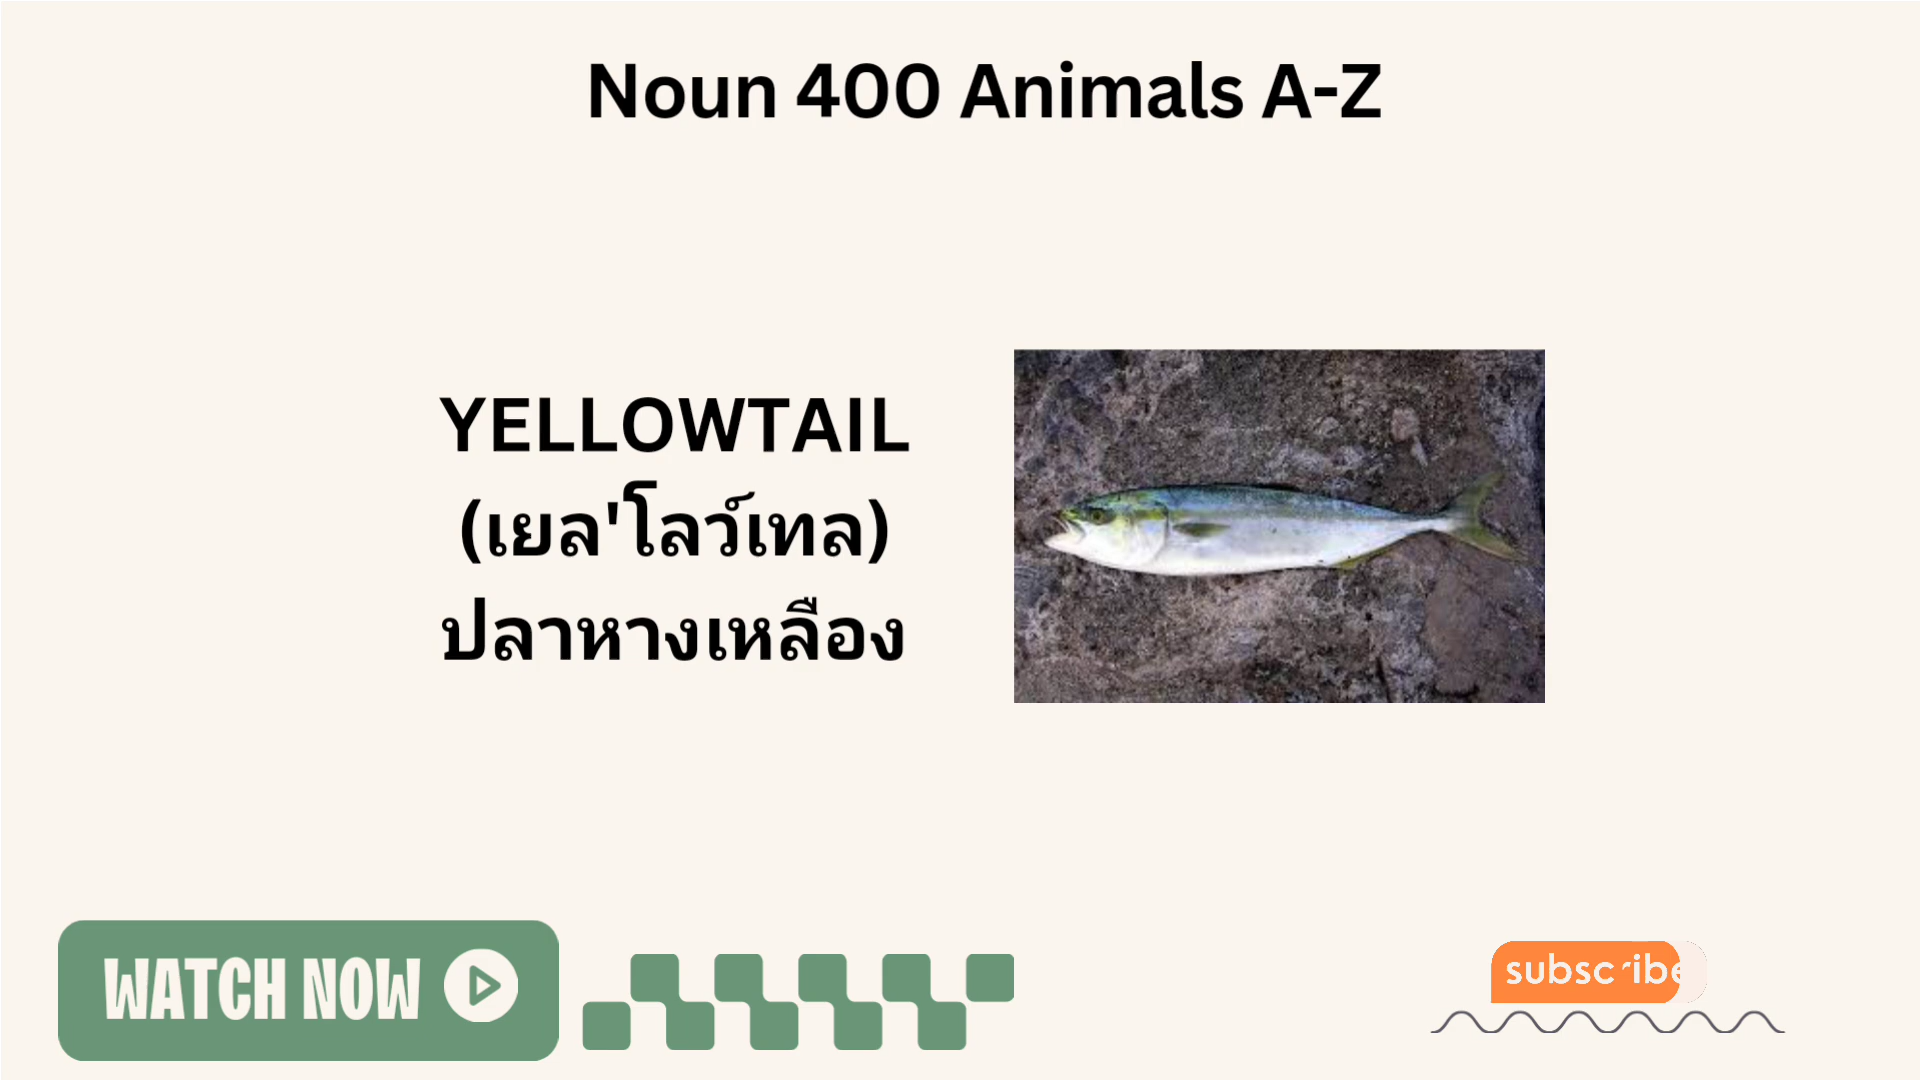 Noun 400 Animals A-Z
YELLOWTAIL
(เยล'โลว์เทล)
ปลาหางเหลือง
WATCH NOW
subscribe